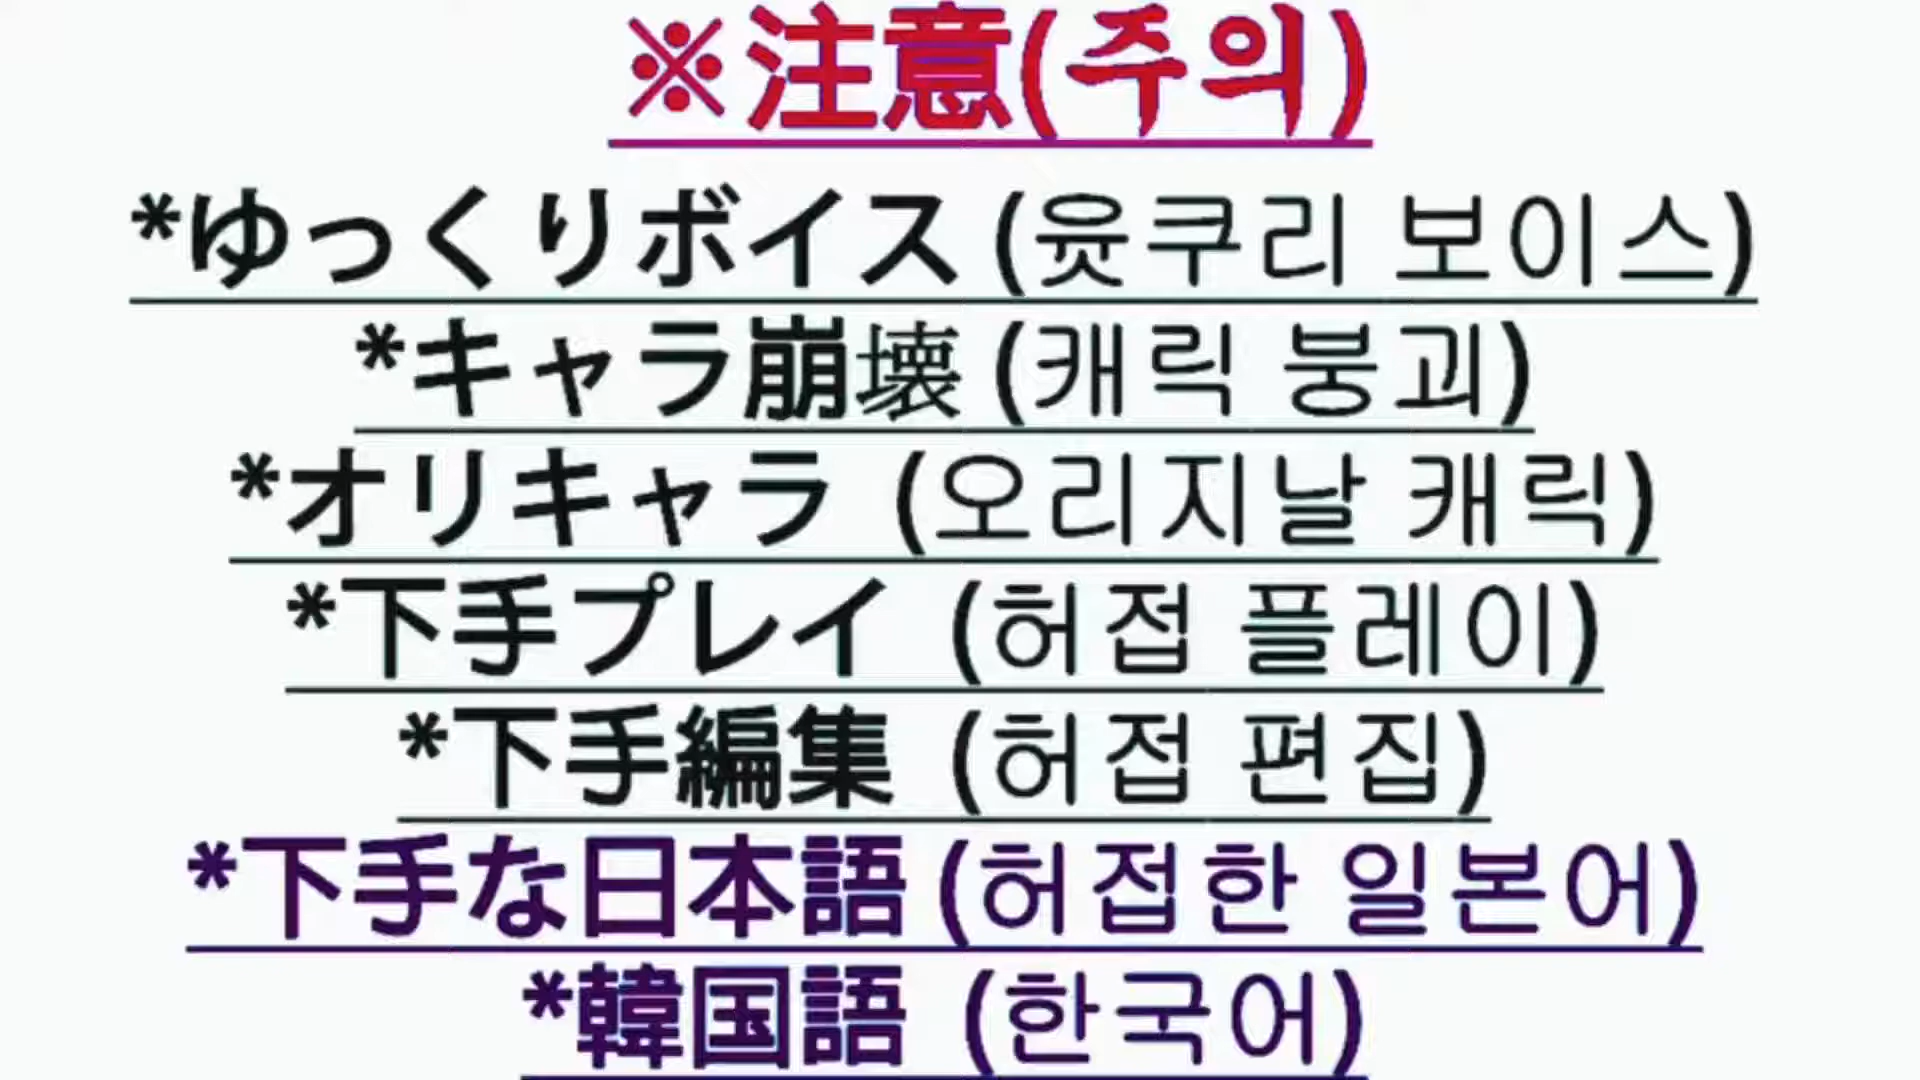 ※注意(주의)
*ゆっくりボイス (윳쿠리 보이스)
*キャラ崩壊 (캐릭 붕괴)
*オリキャラ (오리지날 캐릭)
*下手プレイ (허접 플레이)
*下手編集 (허접 편집)
*下手な日本語 (허접한 일본어)
*韓国語 (한국어)